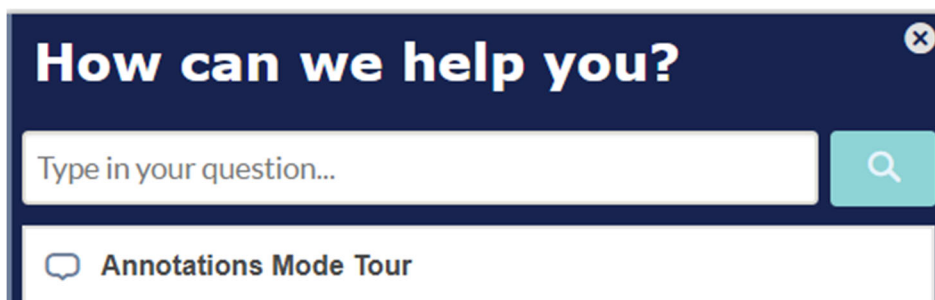 How can we help you?
Type in your question...
Annotations Mode Tour